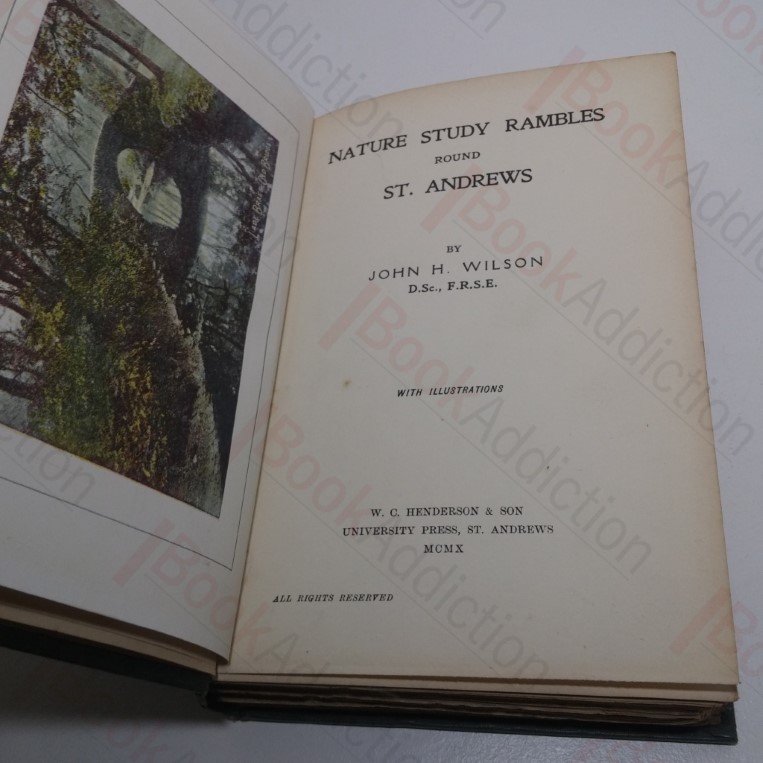 NATURE STUDY RAMBLES
ROUND
ST. ANDREWS
BY
JOHN H. WILSON
D.Sc., F.R.S.E.
WITH ILLUSTRATIONS
W. C. HENDERSON & SON
UNIVERSITY PRESS, ST. ANDREWS
MCMX
ALL RIGHTS RESERVED
BookAddiction